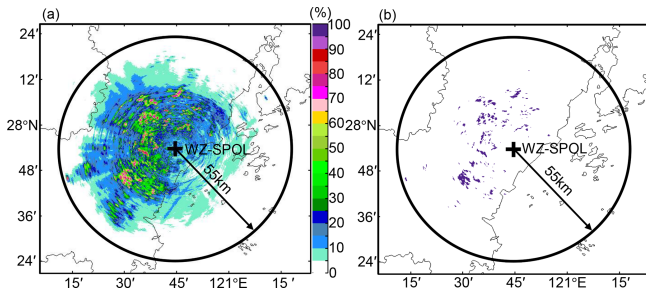 (a) (%) (b)
24′ 100 24′
90
12′ 80 12′
70
28°N 60 28°N
WZ-SPOL 50 WZ-SPOL
48′ 40 48′
55km 30 55km
36′ 20 36′
10
24′ 0 24′
15′ 30′ 45′ 121°E 15′ 15′ 30′ 45′ 121°E 15′